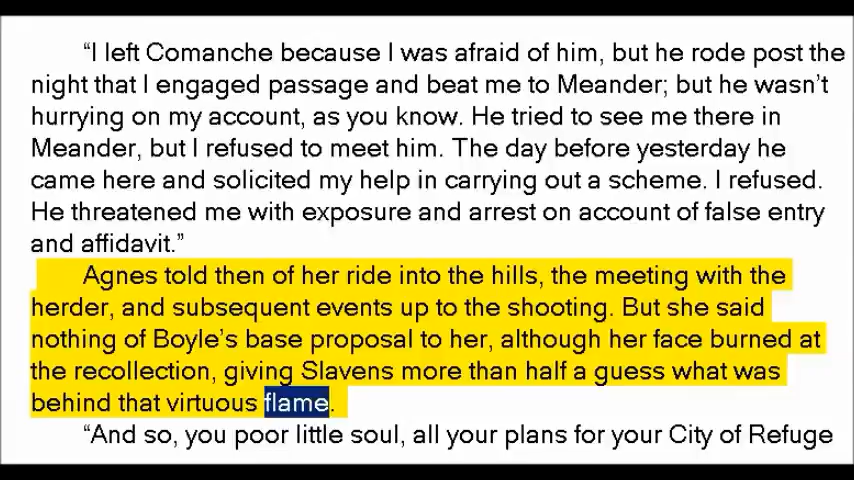 “I left Comanche because I was afraid of him, but he rode post the
night that I engaged passage and beat me to Meander; but he wasn’t
hurrying on my account, as you know. He tried to see me there in
Meander, but I refused to meet him. The day before yesterday he
came here and solicited my help in carrying out a scheme. I refused.
He threatened me with exposure and arrest on account of false entry
and affidavit.”
Agnes told then of her ride into the hills, the meeting with the
herder, and subsequent events up to the shooting. But she said
nothing of Boyle’s base proposal to her, although her face burned at
the recollection, giving Slavens more than half a guess what was
behind that virtuous flame.
“And so, you poor little soul, all your plans for your City of Refuge